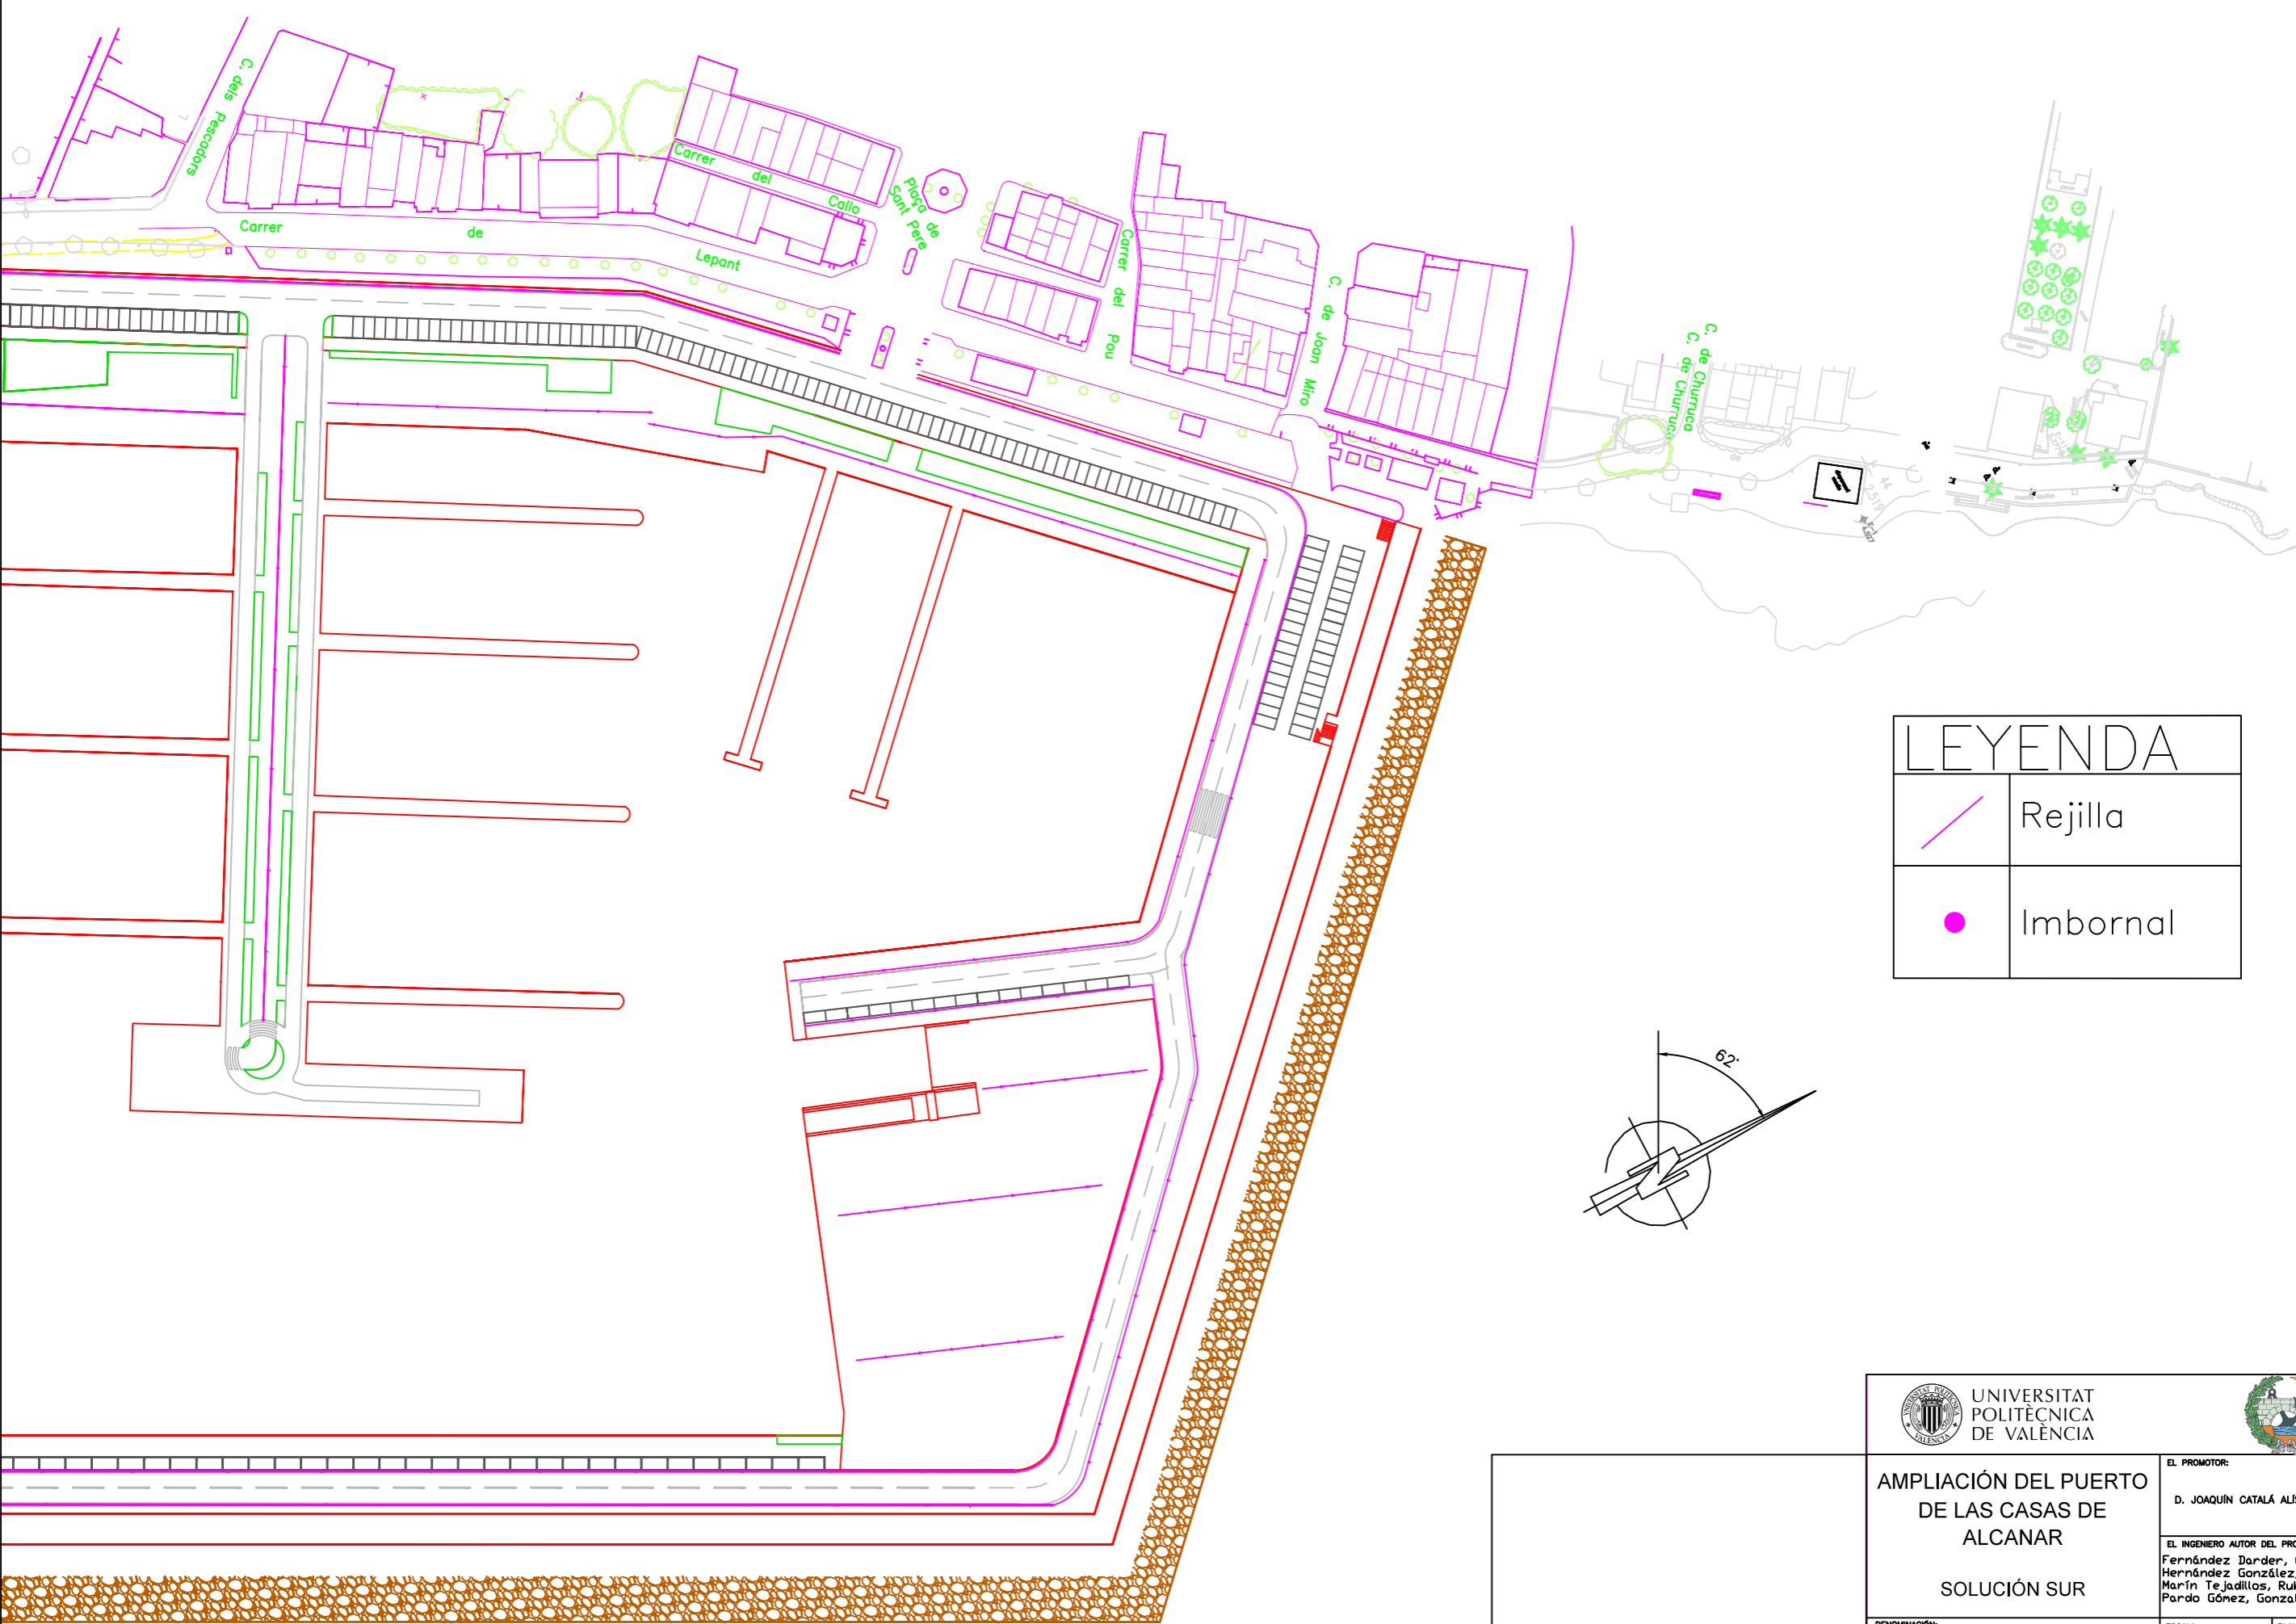 C. dels Pescadors
Carrer de Lepant
Carrer del Callo
Plaça de
Sant Pere
Carrer del Pou
C. de Joan Miro
C. de Churruca
C. de Churruca
LEYENDA
Rejilla
Imbornal
62°
UNIVERSITAT
POLITÈCNICA
DE VALÈNCIA
AMPLIACIÓN DEL PUERTO
DE LAS CASAS DE
ALCANAR
SOLUCIÓN SUR
EL PROMOTOR:
D. JOAQUÍN CATALÁ
EL INGENIERO AUTOR DEL
Fernández Darder,
Hernández González,
Marín Tejadillos,
Pardo Gómez,